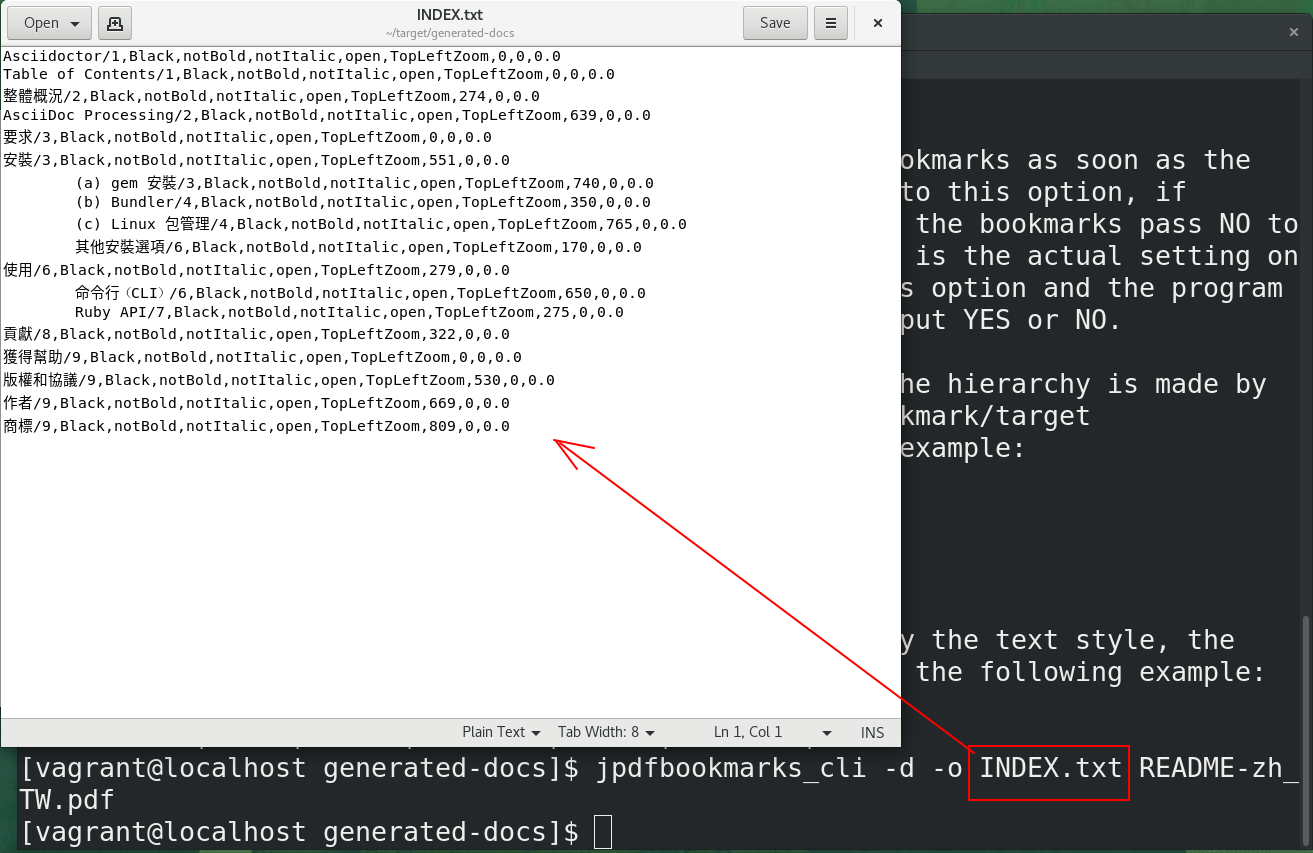 Open
INDEX.txt
~/target/generated-docs
Save
Asciidoctor/1,Black,notBold,notItalic,open,TopLeftZoom,0,0,0.0
Table of Contents/1,Black,notBold,notItalic,open,TopLeftZoom,0,0,0.0
整體概況/2,Black,notBold,notItalic,open,TopLeftZoom,274,0,0.0
AsciiDoc Processing/2,Black,notBold,notItalic,open,TopLeftZoom,639,0,0.0
要求/3,Black,notBold,notItalic,open,TopLeftZoom,0,0,0.0
安裝/3,Black,notBold,notItalic,open,TopLeftZoom,551,0,0.0
(a) gem 安裝/3,Black,notBold,notItalic,open,TopLeftZoom,740,0,0.0
(b) Bundler/4,Black,notBold,notItalic,open,TopLeftZoom,350,0,0.0
(c) Linux 包管理/4,Black,notBold,notItalic,open,TopLeftZoom,765,0,0.0
其他安裝選項/6,Black,notBold,notItalic,open,TopLeftZoom,170,0,0.0
使用/6,Black,notBold,notItalic,open,TopLeftZoom,279,0,0.0
命令行（CLI）/6,Black,notBold,notItalic,open,TopLeftZoom,650,0,0.0
Ruby API/7,Black,notBold,notItalic,open,TopLeftZoom,275,0,0.0
貢獻/8,Black,notBold,notItalic,open,TopLeftZoom,322,0,0.0
獲得幫助/9,Black,notBold,notItalic,open,TopLeftZoom,0,0,0.0
版權和協議/9,Black,notBold,notItalic,open,TopLeftZoom,530,0,0.0
作者/9,Black,notBold,notItalic,open,TopLeftZoom,669,0,0.0
商標/9,Black,notBold,notItalic,open,TopLeftZoom,809,0,0.0
Plain Text Tab Width: 8 Ln 1, Col 1 INS
okmarks as soon as the
to this option, if
the bookmarks pass NO to
is the actual setting on
s option and the program
put YES or NO.
he hierarchy is made by
kmark/target
example:
y the text style, the
the following example:
[vagrant@localhost generated-docs]$ jpdfbookmarks_cli -d -o INDEX.txt README-zh_
TW.pdf
[vagrant@localhost generated-docs]$